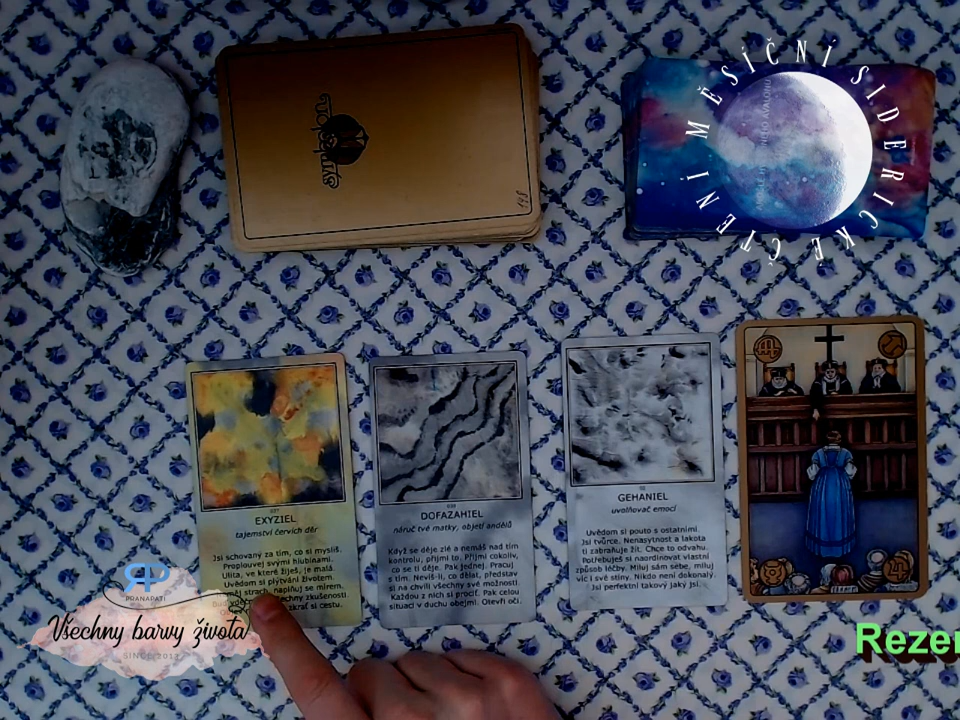 symbolon
MĚSÍČNÍ SIDERICKÉ ČTENÍ
EXYZIEL
tajemství červích děr
Jsi schovaný za tím, co si myslíš.
Proplouvej svými hlubinami.
Ulita, ve které žiješ, je malá.
Uvědom si plýtvání životem.
strach, naplňuj se mírem.
všechny zkušenosti.
zkrať si cestu.
DOFAZAHIEL
náruč tvé matky, objetí andělů
Když se děje zlé a nemáš nad tím
kontrolu, přijmi to. Přijmi cokoliv,
co se ti děje. Pak jednej. Pracuj
s tím. Nevíš-li, co dělat, představ
si na chvíli všechny své možnosti.
Každou z nich si prociť. Pak celou
situaci v duchu obejmi. Otevři oči.
GEHANIEL
uvolňovač emocí
Uvědom si pouto s ostatními.
Jsi tvůrce. Nenasytnost a lakota
ti zabraňuje žít. Chce to odvahu.
Potřebuješ si naordinovat vlastní
způsob léčby. Miluj sám sebe, miluj
víc i své stíny. Nikdo není dokonalý.
Jsi perfektní takový jaký jsi.
PRANAPATI
Všechny barvy života
SINCE 2012
Rezer